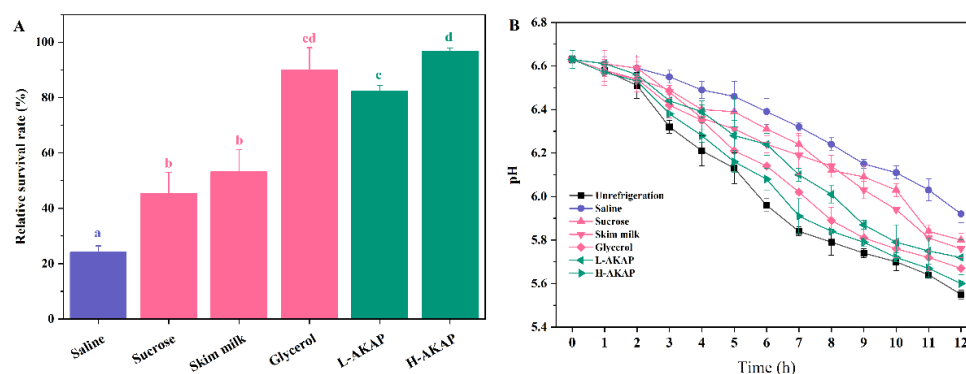 A
Relative survival rate (%)
100
80
60
40
20
0
a
b
b
cd
c
d
Saline
Sucrose
Skim milk
Glycerol
L-AKAP
H-AKAP
B
pH
6.8
6.6
6.4
6.2
6.0
5.8
5.6
5.4
Unrefrigeration
Saline
Sucrose
Skim milk
Glycerol
L-AKAP
H-AKAP
0 1 2 3 4 5 6 7 8 9 10 11 12
Time (h)